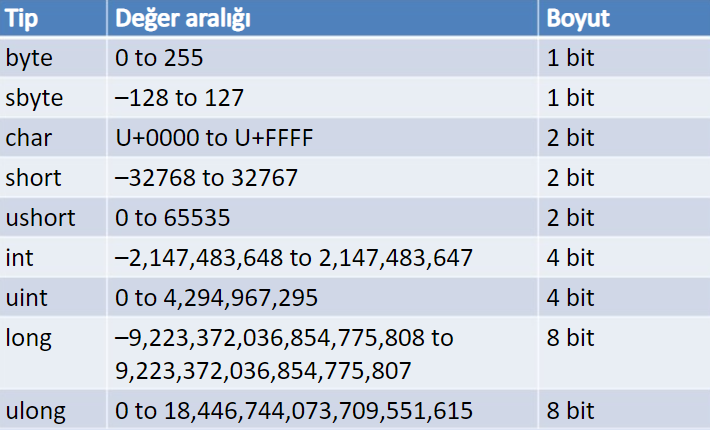 Tip Değer aralığı Boyut
byte 0 to 255 1 bit
sbyte –128 to 127 1 bit
char U+0000 to U+FFFF 2 bit
short –32768 to 32767 2 bit
ushort 0 to 65535 2 bit
int –2,147,483,648 to 2,147,483,647 4 bit
uint 0 to 4,294,967,295 4 bit
long –9,223,372,036,854,775,808 to 8 bit
9,223,372,036,854,775,807
ulong 0 to 18,446,744,073,709,551,615 8 bit